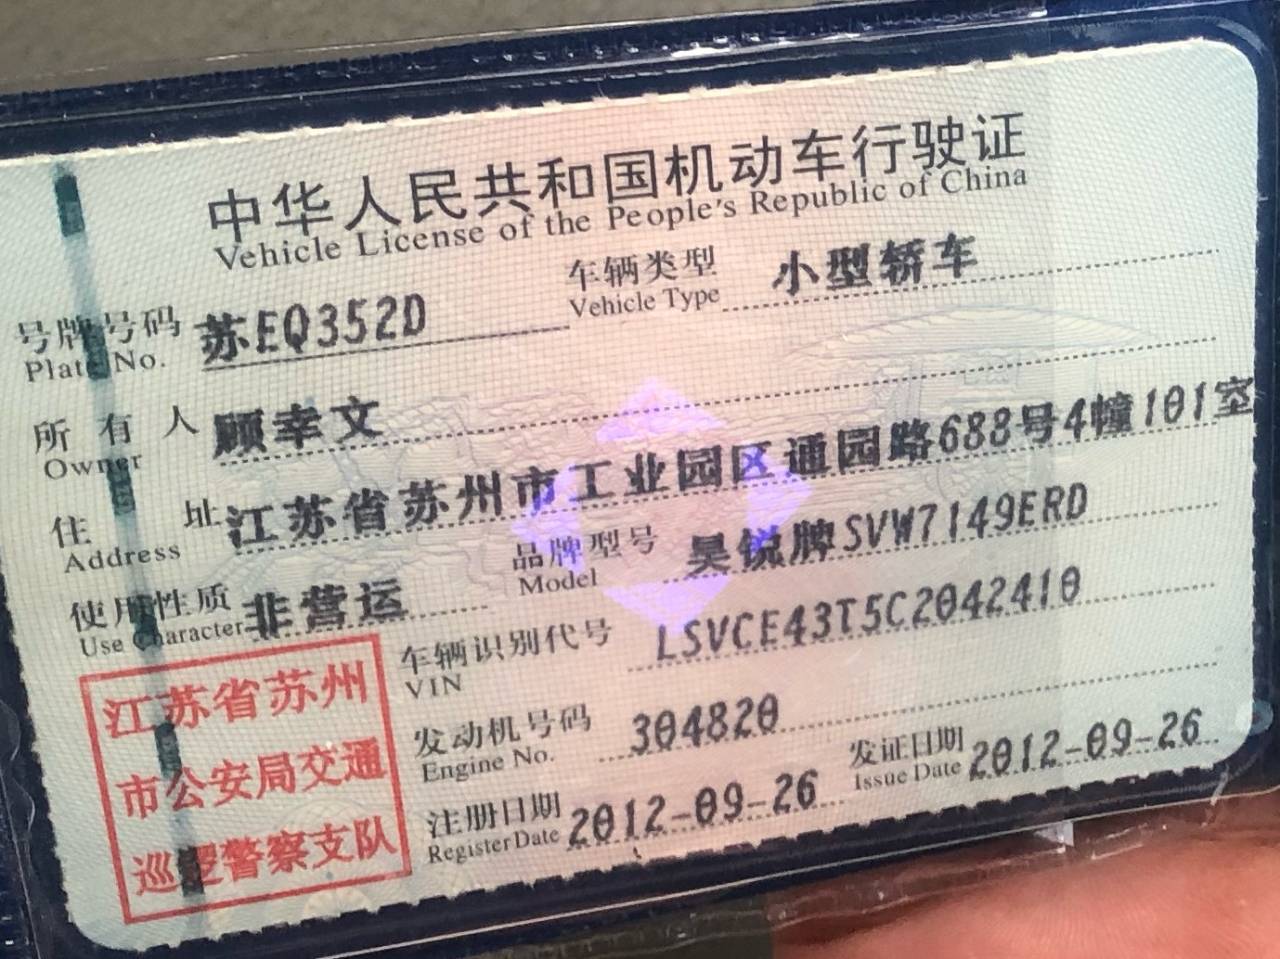 中华人民共和国机动车行驶证
Vehicle License of the People's Republic of China
号牌号码 苏EQ352D 车辆类型 小型轿车
Plate No. Vehicle Type
所有人 顾幸文
Owner
住址 江苏省苏州市工业园区通园路688号4幢101室
Address
使用性质 非营运 品牌型号 昊锐牌SVW7149ERD
Use Character Model
车辆识别代号 LSVCE43T5C2042410
VIN
发动机号码 304820
Engine No.
注册日期 2012-09-26 发证日期 2012-09-26
Register Date Issue Date
江苏省苏州
市公安局交通
巡逻警察支队